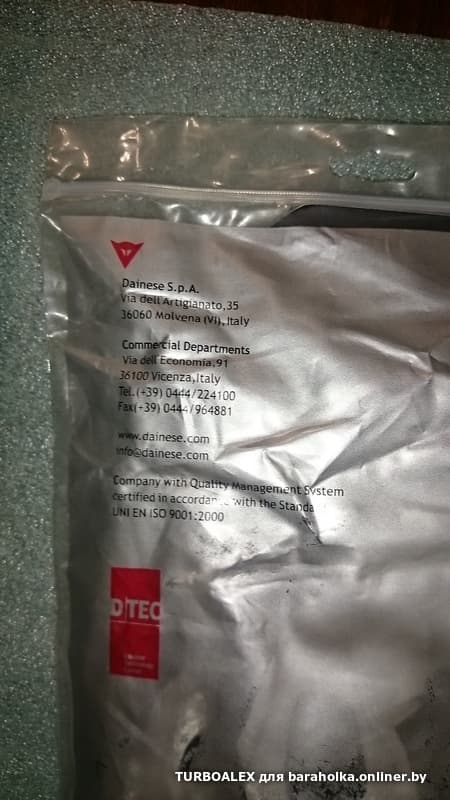 Dainese S.p.A.
Via dell'Artigianato,35
36060 Molvena (VI),Italy
Commercial Departments
Via dell'Economia,91
36100 Vicenza,Italy
Tel.(+39) 0444/224100
Fax(+39) 0444/964881
www.dainese.com
info@dainese.com
Company with Quality Management System
certified in accordan with the Standa
UNI EN ISO 9001:2000
D|TEC
TURBOALEX для baraholka.onliner.by